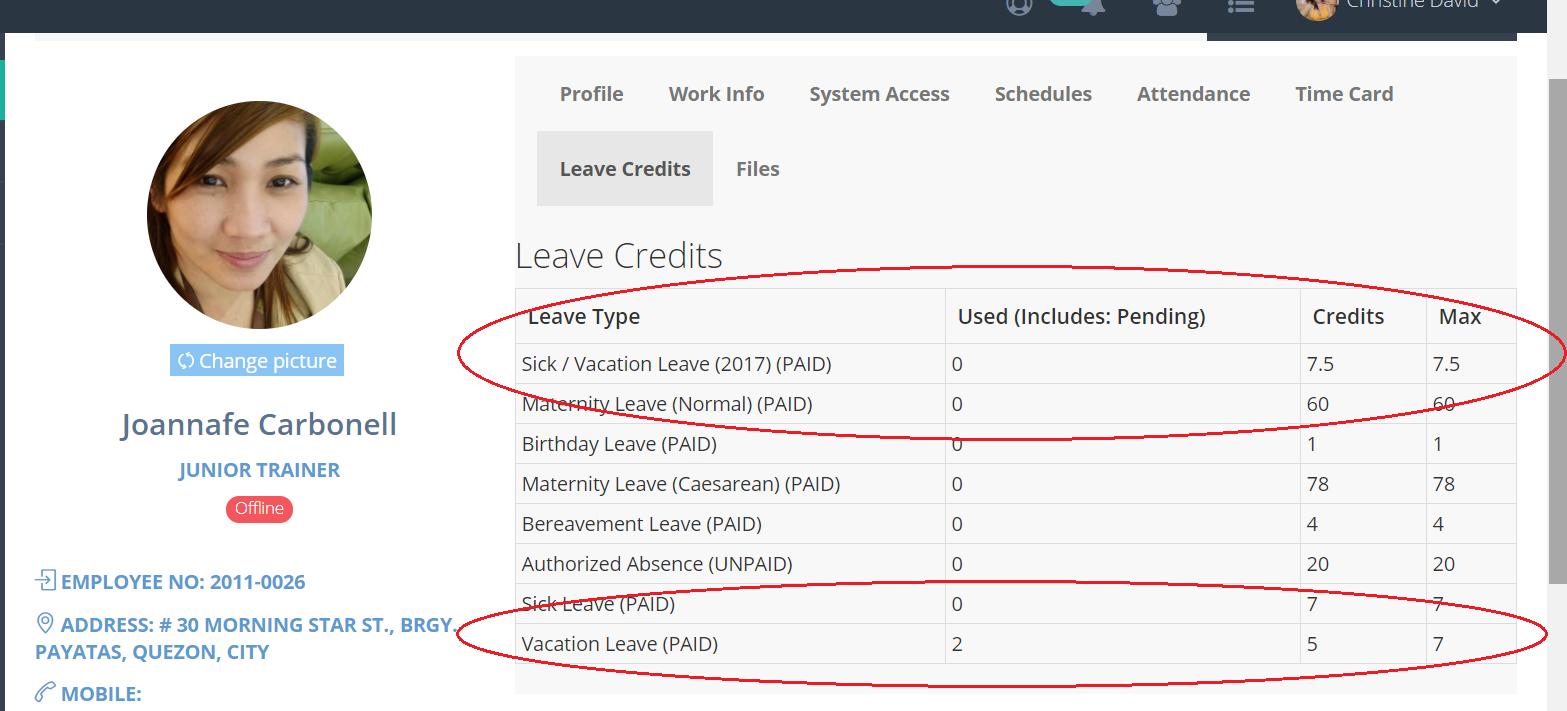 Christine David
Profile Work Info System Access Schedules Attendance Time Card
Leave Credits Files
Change picture
Joannafe Carbonell
JUNIOR TRAINER
Offline
EMPLOYEE NO: 2011-0026
ADDRESS: # 30 MORNING STAR ST., BRGY.
PAYATAS, QUEZON, CITY
MOBILE:
Leave Credits
Leave Type Used (Includes: Pending) Credits Max
Sick / Vacation Leave (2017) (PAID) 0 7.5 7.5
Maternity Leave (Normal) (PAID) 0 60 60
Birthday Leave (PAID) 0 1 1
Maternity Leave (Caesarean) (PAID) 0 78 78
Bereavement Leave (PAID) 0 4 4
Authorized Absence (UNPAID) 0 20 20
Sick Leave (PAID) 0 7 7
Vacation Leave (PAID) 2 5 7